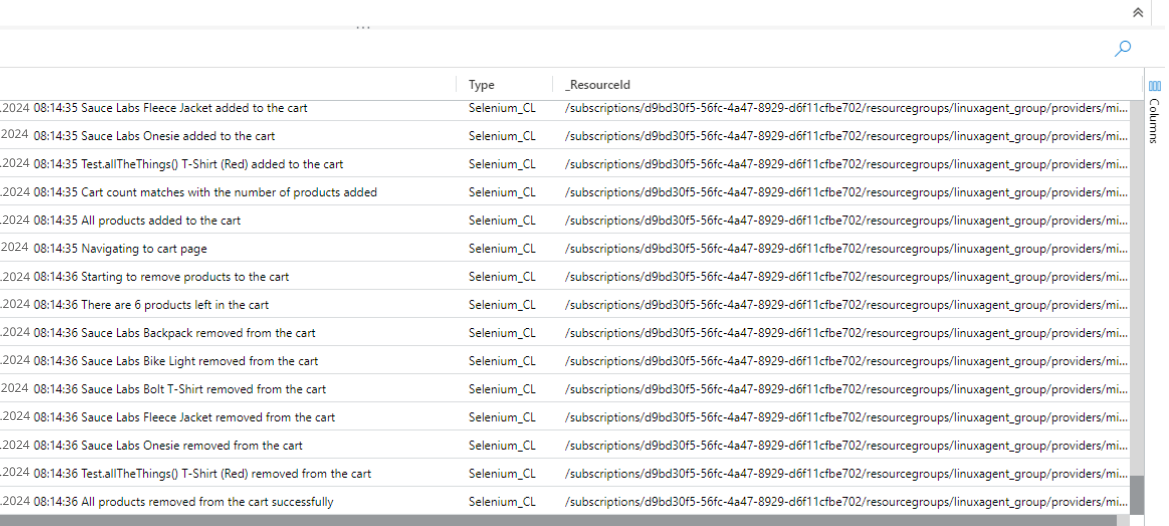 Type _ResourceId
.2024 08:14:35 Sauce Labs Fleece Jacket added to the cart Selenium_CL /subscriptions/d9bd30f5-56fc-4a47-8929-d6f11cfbe702/resourcegroups/linuxagent_group/providers/mi...
2024 08:14:35 Sauce Labs Onesie added to the cart Selenium_CL /subscriptions/d9bd30f5-56fc-4a47-8929-d6f11cfbe702/resourcegroups/linuxagent_group/providers/mi...
.2024 08:14:35 Test.allTheThings() T-Shirt (Red) added to the cart Selenium_CL /subscriptions/d9bd30f5-56fc-4a47-8929-d6f11cfbe702/resourcegroups/linuxagent_group/providers/mi...
.2024 08:14:35 Cart count matches with the number of products added Selenium_CL /subscriptions/d9bd30f5-56fc-4a47-8929-d6f11cfbe702/resourcegroups/linuxagent_group/providers/mi...
.2024 08:14:35 All products added to the cart Selenium_CL /subscriptions/d9bd30f5-56fc-4a47-8929-d6f11cfbe702/resourcegroups/linuxagent_group/providers/mi...
2024 08:14:35 Navigating to cart page Selenium_CL /subscriptions/d9bd30f5-56fc-4a47-8929-d6f11cfbe702/resourcegroups/linuxagent_group/providers/mi...
.2024 08:14:36 Starting to remove products to the cart Selenium_CL /subscriptions/d9bd30f5-56fc-4a47-8929-d6f11cfbe702/resourcegroups/linuxagent_group/providers/mi...
.2024 08:14:36 There are 6 products left in the cart Selenium_CL /subscriptions/d9bd30f5-56fc-4a47-8929-d6f11cfbe702/resourcegroups/linuxagent_group/providers/mi...
.2024 08:14:36 Sauce Labs Backpack removed from the cart Selenium_CL /subscriptions/d9bd30f5-56fc-4a47-8929-d6f11cfbe702/resourcegroups/linuxagent_group/providers/mi...
.2024 08:14:36 Sauce Labs Bike Light removed from the cart Selenium_CL /subscriptions/d9bd30f5-56fc-4a47-8929-d6f11cfbe702/resourcegroups/linuxagent_group/providers/mi...
2024 08:14:36 Sauce Labs Bolt T-Shirt removed from the cart Selenium_CL /subscriptions/d9bd30f5-56fc-4a47-8929-d6f11cfbe702/resourcegroups/linuxagent_group/providers/mi...
.2024 08:14:36 Sauce Labs Fleece Jacket removed from the cart Selenium_CL /subscriptions/d9bd30f5-56fc-4a47-8929-d6f11cfbe702/resourcegroups/linuxagent_group/providers/mi...
.2024 08:14:36 Sauce Labs Onesie removed from the cart Selenium_CL /subscriptions/d9bd30f5-56fc-4a47-8929-d6f11cfbe702/resourcegroups/linuxagent_group/providers/mi...
.2024 08:14:36 Test.allTheThings() T-Shirt (Red) removed from the cart Selenium_CL /subscriptions/d9bd30f5-56fc-4a47-8929-d6f11cfbe702/resourcegroups/linuxagent_group/providers/mi...
.2024 08:14:36 All products removed from the cart successfully Selenium_CL /subscriptions/d9bd30f5-56fc-4a47-8929-d6f11cfbe702/resourcegroups/linuxagent_group/providers/mi...
Columns